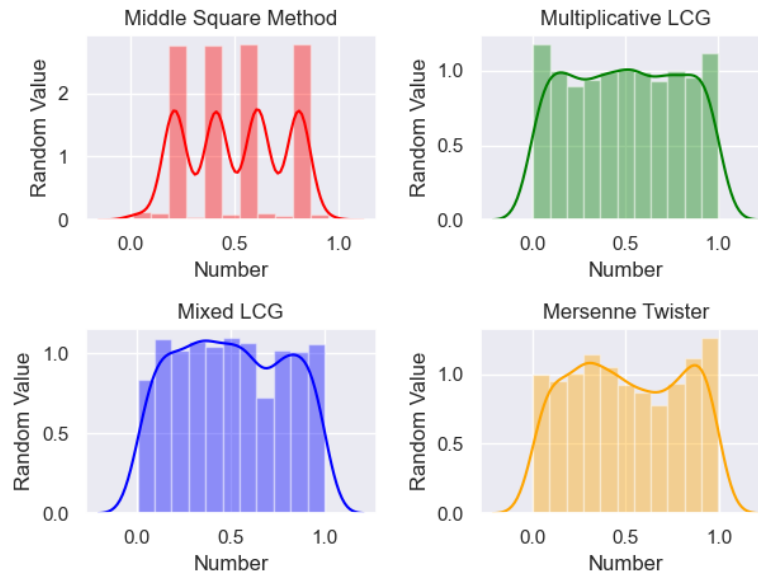 Middle Square Method
Random Value
2
1
0
0.0 0.5 1.0
Number
Multiplicative LCG
Random Value
1.0
0.5
0.0
0.0 0.5 1.0
Number
Mixed LCG
Random Value
1.0
0.5
0.0
0.0 0.5 1.0
Number
Mersenne Twister
Random Value
1.0
0.5
0.0
0.0 0.5 1.0
Number